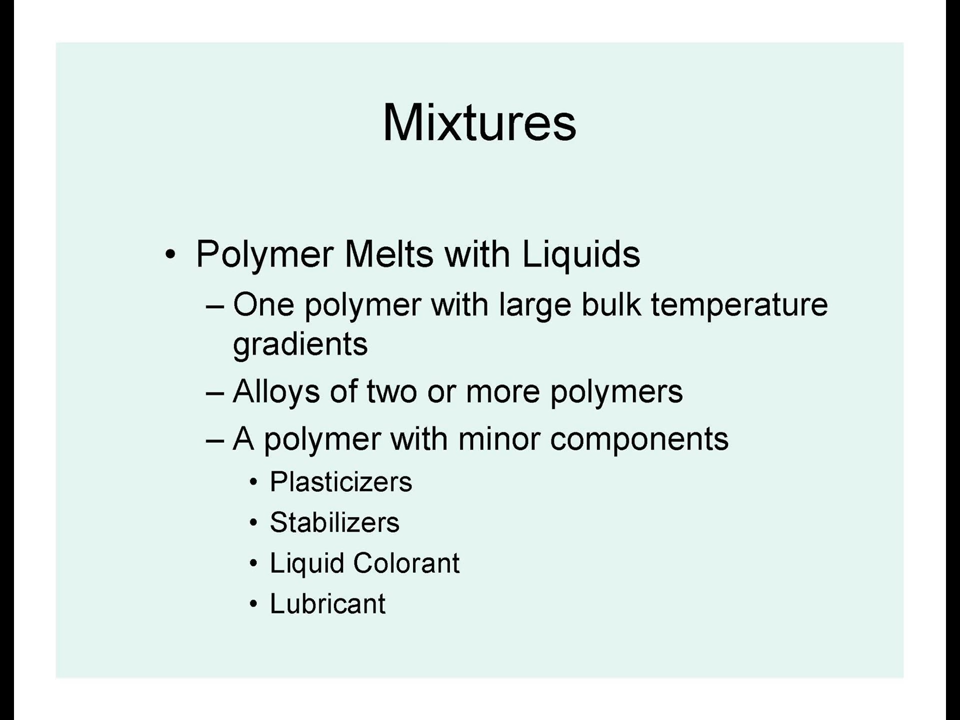 Mixtures
• Polymer Melts with Liquids
– One polymer with large bulk temperature
gradients
– Alloys of two or more polymers
– A polymer with minor components
• Plasticizers
• Stabilizers
• Liquid Colorant
• Lubricant